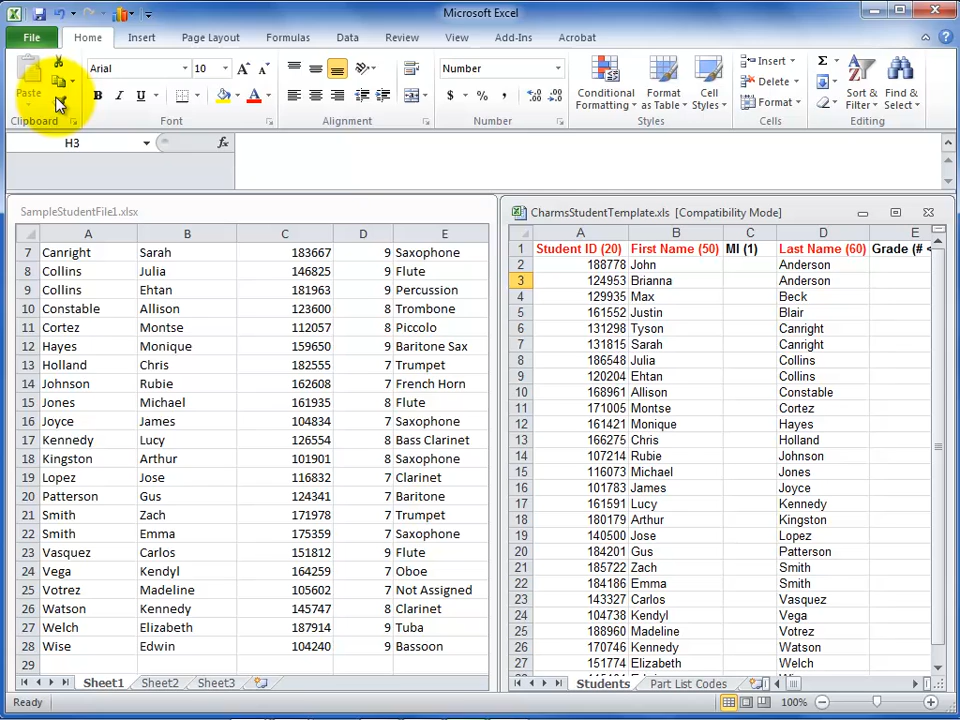 Microsoft Excel
File Home Insert Page Layout Formulas Data Review View Add-Ins Acrobat
Paste
Arial 10
Number
$ % ,
Conditional Formatting
Format as Table
Cell Styles
Insert
Delete
Format
Sort & Filter
Find & Select
Clipboard Font Alignment Number Styles Cells Editing
H3 fx
SampleStudentFile1.xlsx
A B C D E
7 Canright Sarah 183667 9 Saxophone
8 Collins Julia 146825 9 Flute
9 Collins Ehtan 181963 9 Percussion
10 Constable Allison 123600 8 Trombone
11 Cortez Montse 112057 8 Piccolo
12 Hayes Monique 159650 9 Baritone Sax
13 Holland Chris 182555 7 Trumpet
14 Johnson Rubie 162608 7 French Horn
15 Jones Michael 161935 8 Flute
16 Joyce James 104834 7 Saxophone
17 Kennedy Lucy 126554 8 Bass Clarinet
18 Kingston Arthur 101901 8 Saxophone
19 Lopez Jose 116832 7 Clarinet
20 Patterson Gus 124341 7 Baritone
21 Smith Zach 171978 7 Trumpet
22 Smith Emma 175359 7 Saxophone
23 Vasquez Carlos 151812 9 Flute
24 Vega Kendyl 164259 7 Oboe
25 Votrez Madeline 105602 7 Not Assigned
26 Watson Kennedy 145747 8 Clarinet
27 Welch Elizabeth 187914 9 Tuba
28 Wise Edwin 104240 9 Bassoon
29
Sheet1 Sheet2 Sheet3
CharmsStudentTemplate.xls [Compatibility Mode]
A B C D E
1 Student ID (20) First Name (50) MI (1) Last Name (60) Grade (# <
2 188778 John Anderson
3 124953 Brianna Anderson
4 129935 Max Beck
5 161552 Justin Blair
6 131298 Tyson Canright
7 131815 Sarah Canright
8 186548 Julia Collins
9 120204 Ehtan Collins
10 168961 Allison Constable
11 171005 Montse Cortez
12 161421 Monique Hayes
13 166275 Chris Holland
14 107214 Rubie Johnson
15 116073 Michael Jones
16 101783 James Joyce
17 161591 Lucy Kennedy
18 180179 Arthur Kingston
19 140500 Jose Lopez
20 184201 Gus Patterson
21 185722 Zach Smith
22 184186 Emma Smith
23 143327 Carlos Vasquez
24 104738 Kendyl Vega
25 188960 Madeline Votrez
26 170746 Kennedy Watson
27 151774 Elizabeth Welch
Students Part List Codes
Ready 100%